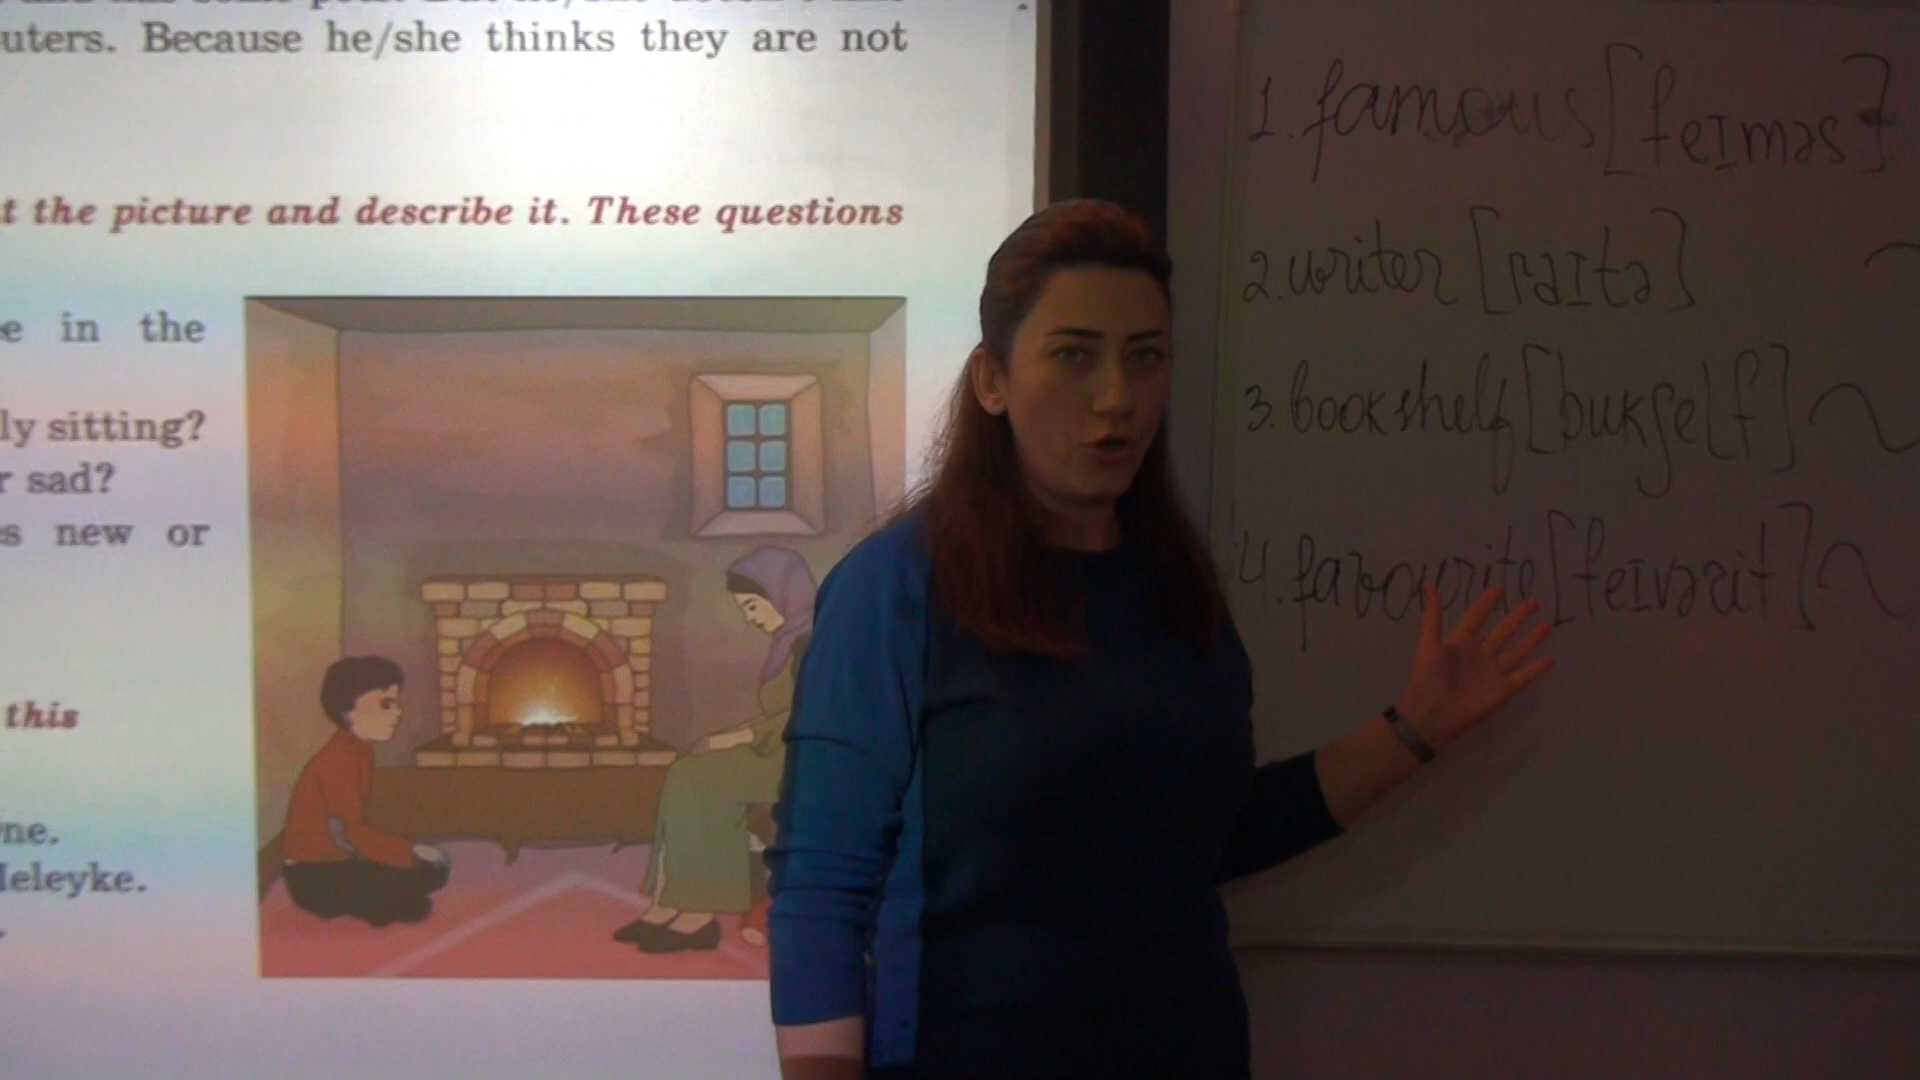 uters. Because he/she thinks they are not
t the picture and describe it. These questions
e in the
ly sitting?
r sad?
s new or
this
ne.
eleyke.
1. famous [feɪməs]
2. writer [raɪtə]
3. bookshelf [bukʃelf] ~
4. favourite [feɪvərit] ~